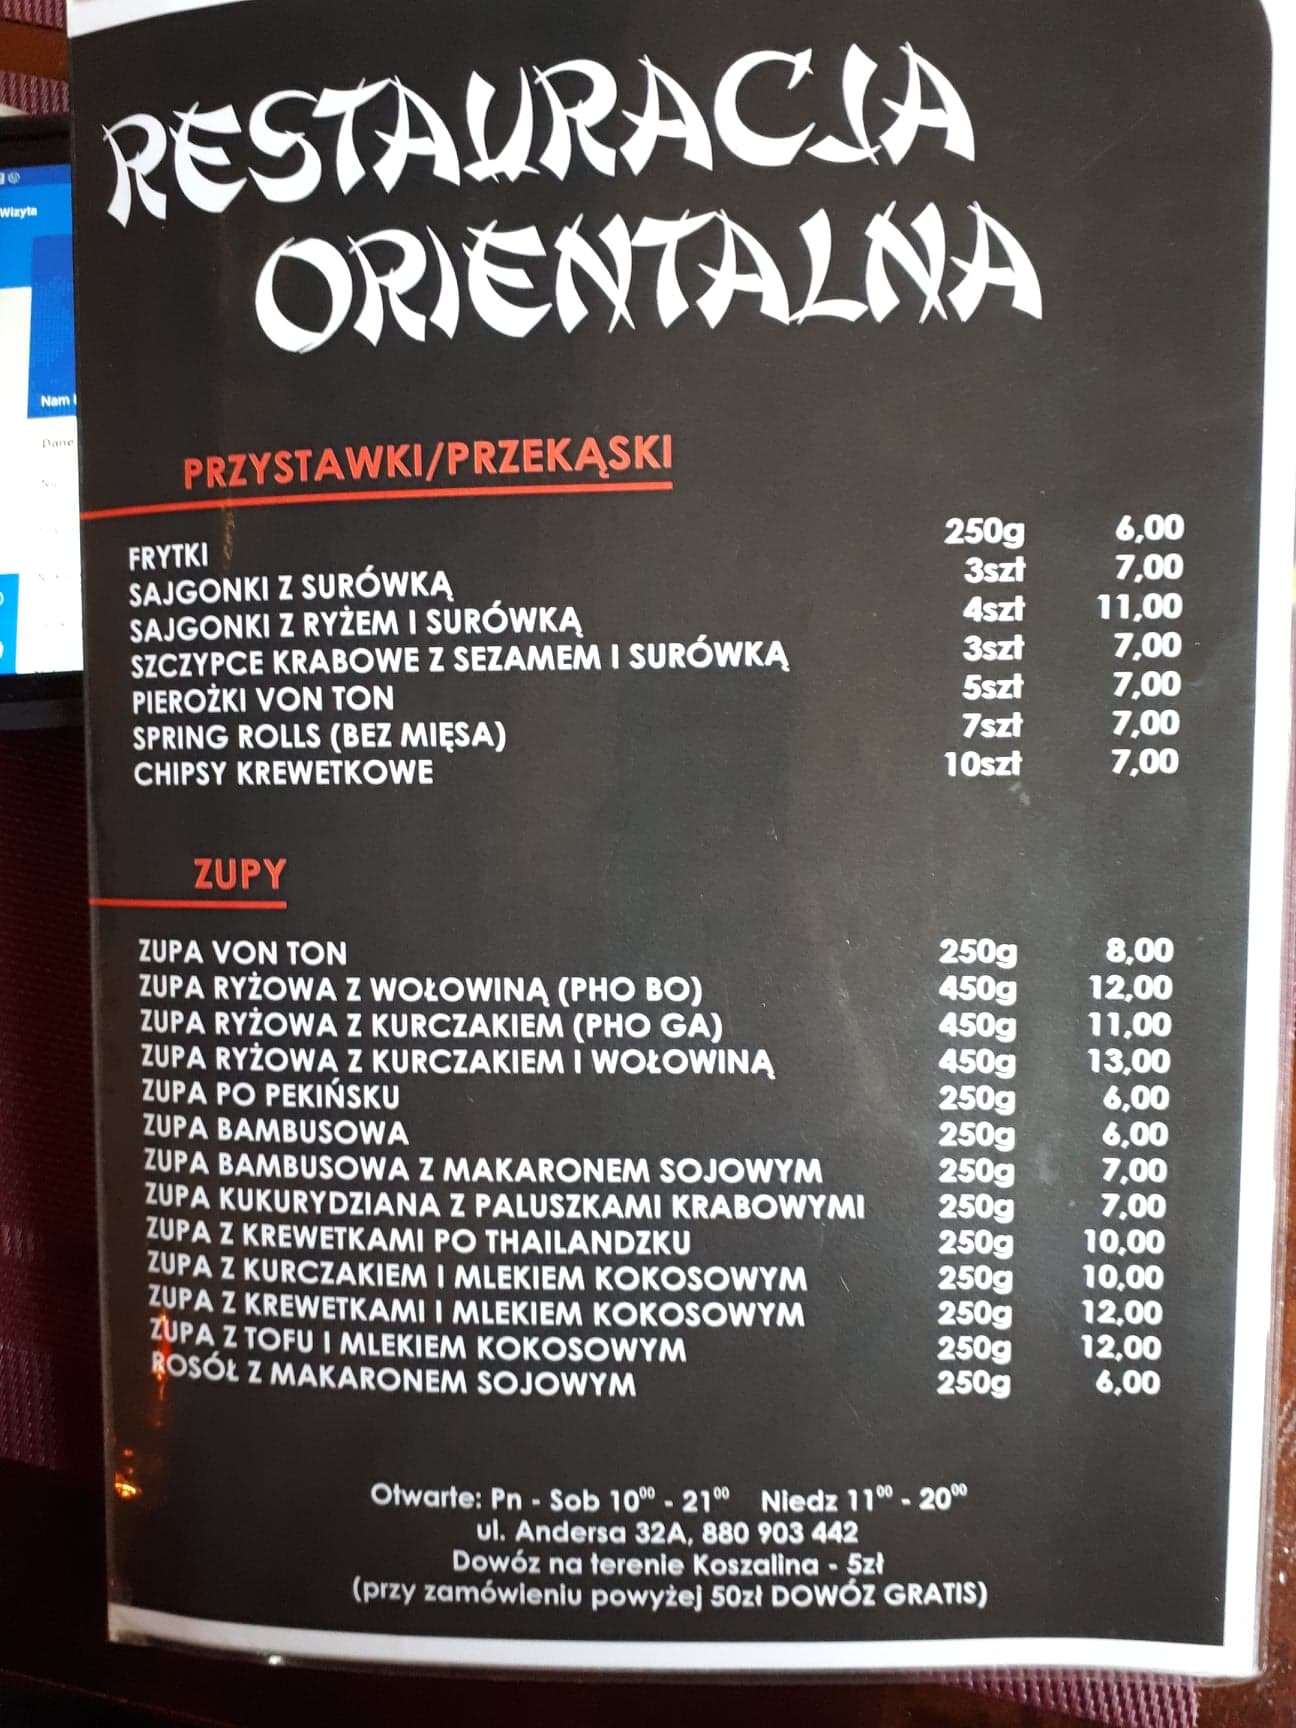 RESTAURACJA
ORIENTALNA
PRZYSTAWKI/PRZEKĄSKI
FRYTKI 250g 6,00
SAJGONKI Z SURÓWKĄ 3szt 7,00
SAJGONKI Z RYŻEM I SURÓWKĄ 4szt 11,00
SZCZYPCE KRABOWE Z SEZAMEM I SURÓWKĄ 3szt 7,00
PIEROŻKI VON TON 5szt 7,00
SPRING ROLLS (BEZ MIĘSA) 7szt 7,00
CHIPSY KREWETKOWE 10szt 7,00
ZUPY
ZUPA VON TON 250g 8,00
ZUPA RYŻOWA Z WOŁOWINĄ (PHO BO) 450g 12,00
ZUPA RYŻOWA Z KURCZAKIEM (PHO GA) 450g 11,00
ZUPA RYŻOWA Z KURCZAKIEM I WOŁOWINĄ 450g 13,00
ZUPA PO PEKIŃSKU 250g 6,00
ZUPA BAMBUSOWA 250g 6,00
ZUPA BAMBUSOWA Z MAKARONEM SOJOWYM 250g 7,00
ZUPA KUKURYDZIANA Z PALUSZKAMI KRABOWYMI 250g 7,00
ZUPA Z KREWETKAMI PO THAILANDZKU 250g 10,00
ZUPA Z KURCZAKIEM I MLEKIEM KOKOSOWYM 250g 10,00
ZUPA Z KREWETKAMI I MLEKIEM KOKOSOWYM 250g 12,00
ZUPA Z TOFU I MLEKIEM KOKOSOWYM 250g 12,00
ROSÓŁ Z MAKARONEM SOJOWYM 250g 6,00
Otwarte: Pn - Sob 10⁰⁰ - 21⁰⁰ Niedz 11⁰⁰ - 20⁰⁰
ul. Andersa 32A, 880 903 442
Dowóz na terenie Koszalina - 5zł
(przy zamówieniu powyżej 50zł DOWÓZ GRATIS)
Wizyta
Nam
Dane